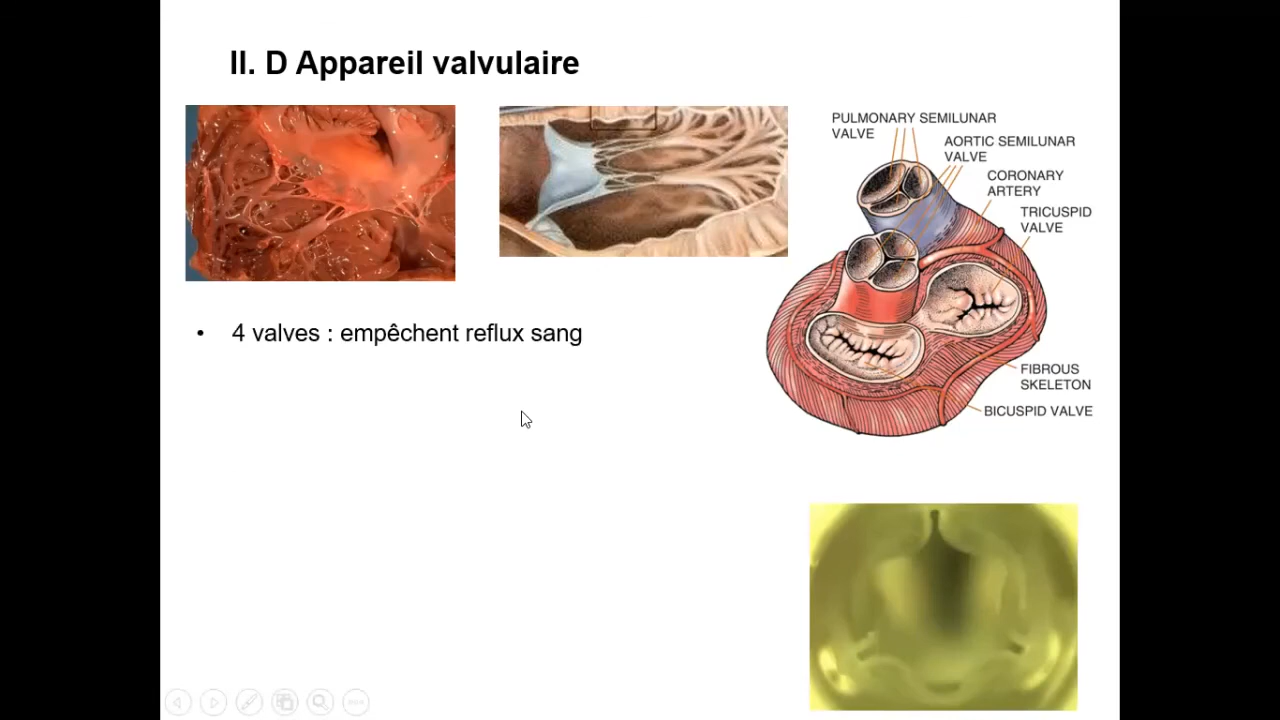 II. D Appareil valvulaire
PULMONARY SEMILUNAR
VALVE
AORTIC SEMILUNAR
VALVE
CORONARY
ARTERY
TRICUSPID
VALVE
• 4 valves : empêchent reflux sang
FIBROUS
SKELETON
BICUSPID VALVE